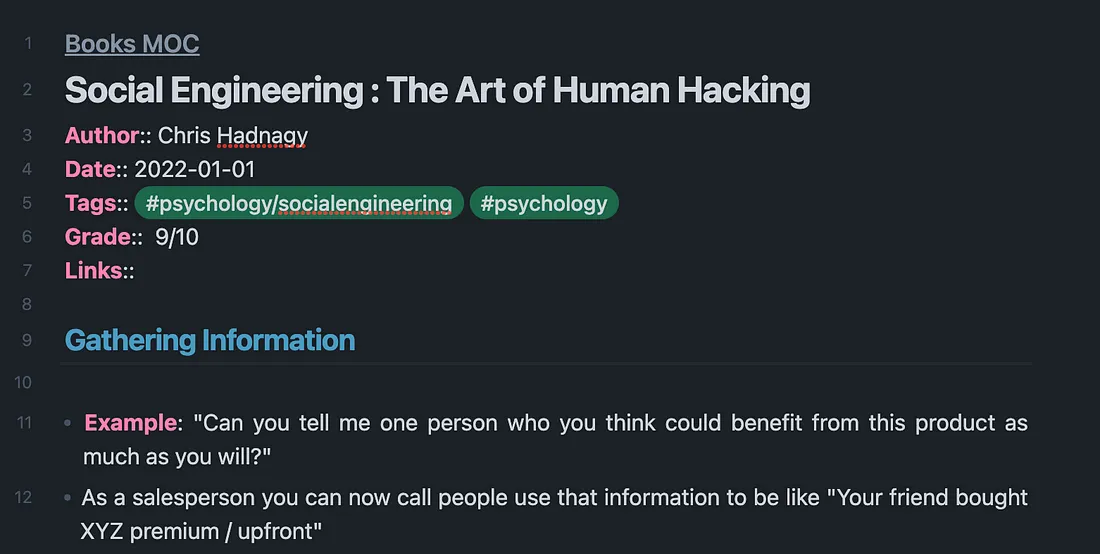 1 Books MOC
2 Social Engineering : The Art of Human Hacking
3 Author:: Chris Hadnagy
4 Date:: 2022-01-01
5 Tags:: #psychology/socialengineering #psychology
6 Grade:: 9/10
7 Links::
8
9 Gathering Information
10
11 • Example: "Can you tell me one person who you think could benefit from this product as
much as you will?"
12 • As a salesperson you can now call people use that information to be like "Your friend bought
XYZ premium / upfront"